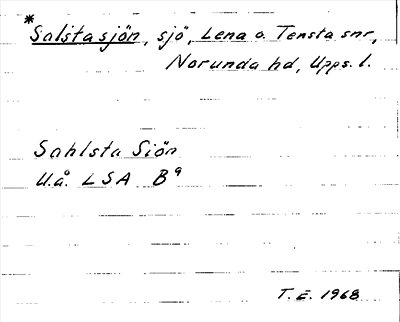 *Salstasjön, sjö, Lena o. Tensta snr,
Norunda hd, Upps. l.
Sahlsta Siön
U.å. LSA B⁹
T. E. 1968